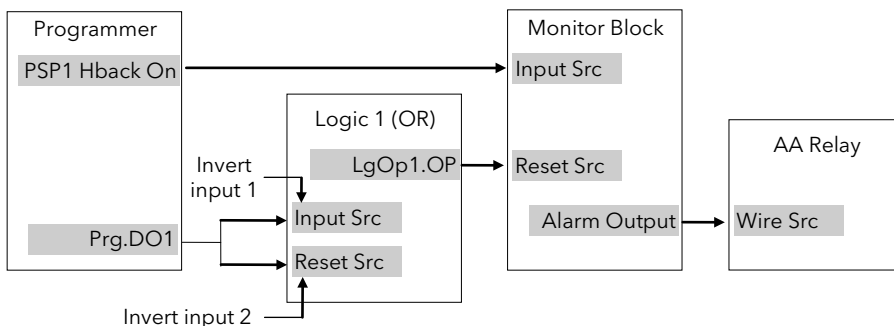 Programmer
PSP1 Hback On
Prg.DO1
Invert
input 1
Invert input 2
Logic 1 (OR)
LgOp1.OP
Input Src
Reset Src
Monitor Block
Input Src
Reset Src
Alarm Output
AA Relay
Wire Src